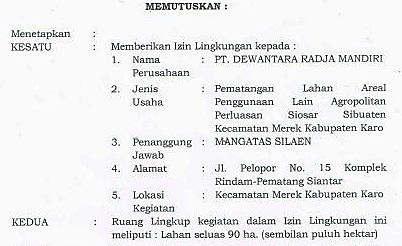 MEMUTUSKAN :
Menetapkan :
KESATU : Memberikan Izin Lingkungan kepada :
1. Nama : PT. DEWANTARA RADJA MANDIRI
Perusahaan
2. Jenis : Pematangan Lahan Areal
Usaha Penggunaan Lain Agropolitan
Perluasan Siosar Sibuaten
Kecamatan Merek Kabupaten Karo
3. Penanggung : MANGATAS SILAEN
Jawab
4. Alamat : Jl. Pelopor No. 15 Komplek
Rindam-Pematang Siantar
5. Lokasi : Kecamatan Merek Kabupaten Karo
Kegiatan
KEDUA : Ruang Lingkup kegiatan dalam Izin Lingkungan ini
meliputi : Lahan seluas 90 ha. (sembilan puluh hektar)